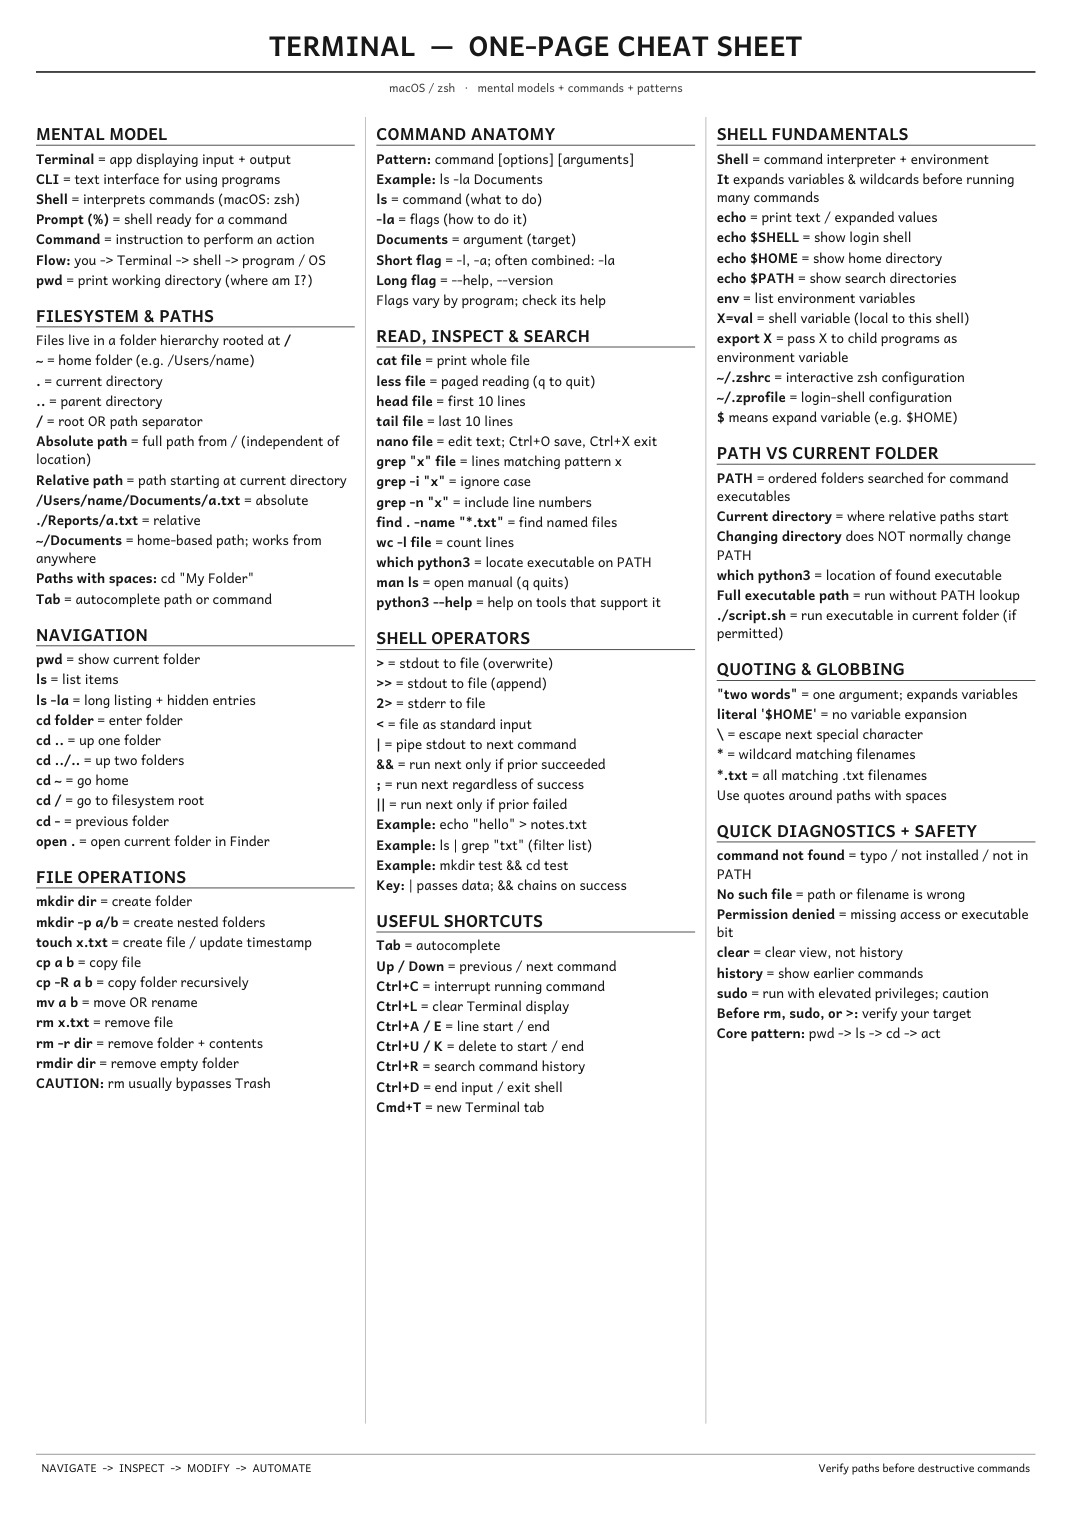 TERMINAL — ONE-PAGE CHEAT SHEET
macOS / zsh · mental models + commands + patterns
MENTAL MODEL
Terminal = app displaying input + output
CLI = text interface for using programs
Shell = interprets commands (macOS: zsh)
Prompt (%) = shell ready for a command
Command = instruction to perform an action
Flow: you -> Terminal -> shell -> program / OS
pwd = print working directory (where am I?)
FILESYSTEM & PATHS
Files live in a folder hierarchy rooted at /
~ = home folder (e.g. /Users/name)
. = current directory
.. = parent directory
/ = root OR path separator
Absolute path = full path from / (independent of
location)
Relative path = path starting at current directory
/Users/name/Documents/a.txt = absolute
./Reports/a.txt = relative
~/Documents = home-based path; works from
anywhere
Paths with spaces: cd "My Folder"
Tab = autocomplete path or command
NAVIGATION
pwd = show current folder
ls = list items
ls -la = long listing + hidden entries
cd folder = enter folder
cd .. = up one folder
cd ../.. = up two folders
cd ~ = go home
cd / = go to filesystem root
cd - = previous folder
open . = open current folder in Finder
FILE OPERATIONS
mkdir dir = create folder
mkdir -p a/b = create nested folders
touch x.txt = create file / update timestamp
cp a b = copy file
cp -R a b = copy folder recursively
mv a b = move OR rename
rm x.txt = remove file
rm -r dir = remove folder + contents
rmdir dir = remove empty folder
CAUTION: rm usually bypasses Trash
COMMAND ANATOMY
Pattern: command [options] [arguments]
Example: ls -la Documents
ls = command (what to do)
-la = flags (how to do it)
Documents = argument (target)
Short flag = -l, -a; often combined: -la
Long flag = --help, --version
Flags vary by program; check its help
READ, INSPECT & SEARCH
cat file = print whole file
less file = paged reading (q to quit)
head file = first 10 lines
tail file = last 10 lines
nano file = edit text; Ctrl+O save, Ctrl+X exit
grep "x" file = lines matching pattern x
grep -i "x" = ignore case
grep -n "x" = include line numbers
find . -name "*.txt" = find named files
wc -l file = count lines
which python3 = locate executable on PATH
man ls = open manual (q quits)
python3 --help = help on tools that support it
SHELL OPERATORS
> = stdout to file (overwrite)
>> = stdout to file (append)
2> = stderr to file
< = file as standard input
| = pipe stdout to next command
&& = run next only if prior succeeded
; = run next regardless of success
|| = run next only if prior failed
Example: echo "hello" > notes.txt
Example: ls | grep "txt" (filter list)
Example: mkdir test && cd test
Key: | passes data; && chains on success
USEFUL SHORTCUTS
Tab = autocomplete
Up / Down = previous / next command
Ctrl+C = interrupt running command
Ctrl+L = clear Terminal display
Ctrl+A / E = line start / end
Ctrl+U / K = delete to start / end
Ctrl+R = search command history
Ctrl+D = end input / exit shell
Cmd+T = new Terminal tab
SHELL FUNDAMENTALS
Shell = command interpreter + environment
It expands variables & wildcards before running
many commands
echo = print text / expanded values
echo $SHELL = show login shell
echo $HOME = show home directory
echo $PATH = show search directories
env = list environment variables
X=val = shell variable (local to this shell)
export X = pass X to child programs as
environment variable
~/.zshrc = interactive zsh configuration
~/.zprofile = login-shell configuration
$ means expand variable (e.g. $HOME)
PATH VS CURRENT FOLDER
PATH = ordered folders searched for command
executables
Current directory = where relative paths start
Changing directory does NOT normally change
PATH
which python3 = location of found executable
Full executable path = run without PATH lookup
./script.sh = run executable in current folder (if
permitted)
QUOTING & GLOBBING
"two words" = one argument; expands variables
literal '$HOME' = no variable expansion
\ = escape next special character
* = wildcard matching filenames
*.txt = all matching .txt filenames
Use quotes around paths with spaces
QUICK DIAGNOSTICS + SAFETY
command not found = typo / not installed / not in
PATH
No such file = path or filename is wrong
Permission denied = missing access or executable
bit
clear = clear view, not history
history = show earlier commands
sudo = run with elevated privileges; caution
Before rm, sudo, or >: verify your target
Core pattern: pwd -> ls -> cd -> act
NAVIGATE -> INSPECT -> MODIFY -> AUTOMATE
Verify paths before destructive commands